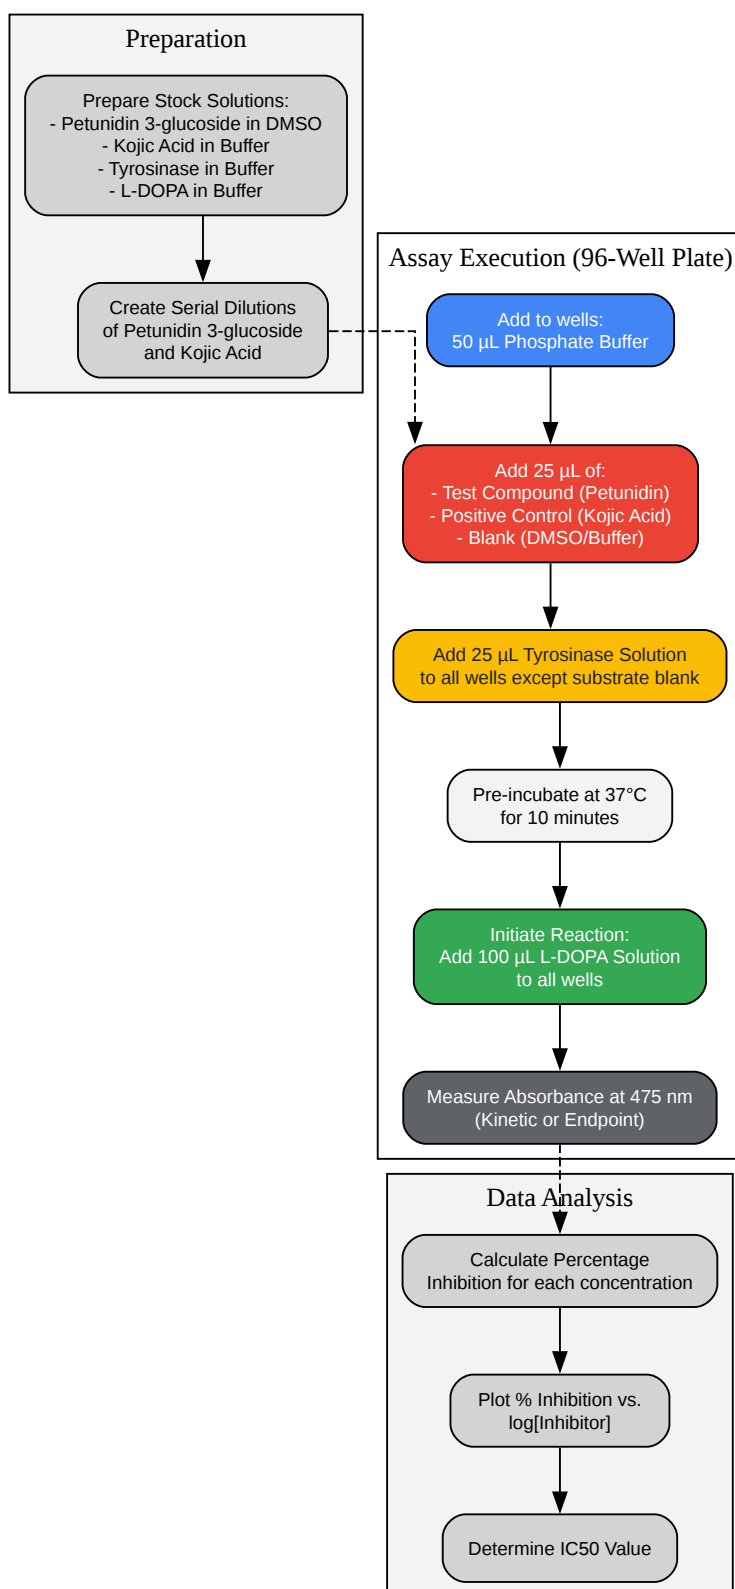 Preparation
Prepare Stock Solutions:
- Petunidin 3-glucoside in DMSO
- Kojic Acid in Buffer
- Tyrosinase in Buffer
- L-DOPA in Buffer
Create Serial Dilutions
of Petunidin 3-glucoside
and Kojic Acid
Assay Execution (96-Well Plate)
Add to wells:
50 µL Phosphate Buffer
Add 25 µL of:
- Test Compound (Petunidin)
- Positive Control (Kojic Acid)
- Blank (DMSO/Buffer)
Add 25 µL Tyrosinase Solution
to all wells except substrate blank
Pre-incubate at 37°C
for 10 minutes
Initiate Reaction:
Add 100 µL L-DOPA Solution
to all wells
Measure Absorbance at 475 nm
(Kinetic or Endpoint)
Data Analysis
Calculate Percentage
Inhibition for each concentration
Plot % Inhibition vs.
log[Inhibitor]
Determine IC50 Value